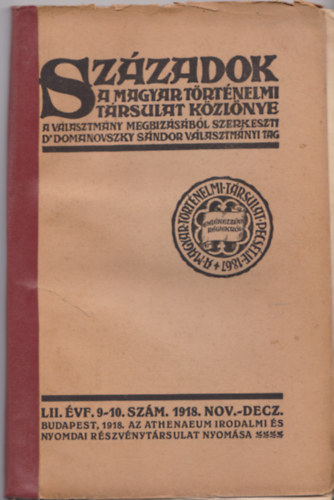 SZÁZADOK
A MAGYAR TÖRTÉNELMI
TÁRSULAT KÖZLÖNYE
A VÁLASZTMÁNY MEGBIZÁSÁBÓL SZERKESZTI
DR DOMANOVSZKY SÁNDOR VÁLASZTMÁNYI TAG
A·MAGYAR·TÖRTÉNELMI·TÁRSULAT·PECSÉTJE·1867
LII. ÉVF. 9-10. SZÁM. 1918. NOV.-DECZ.
BUDAPEST, 1918. AZ ATHENAEUM IRODALMI ÉS
NYOMDAI RÉSZVÉNYTÁRSULAT NYOMÁSA